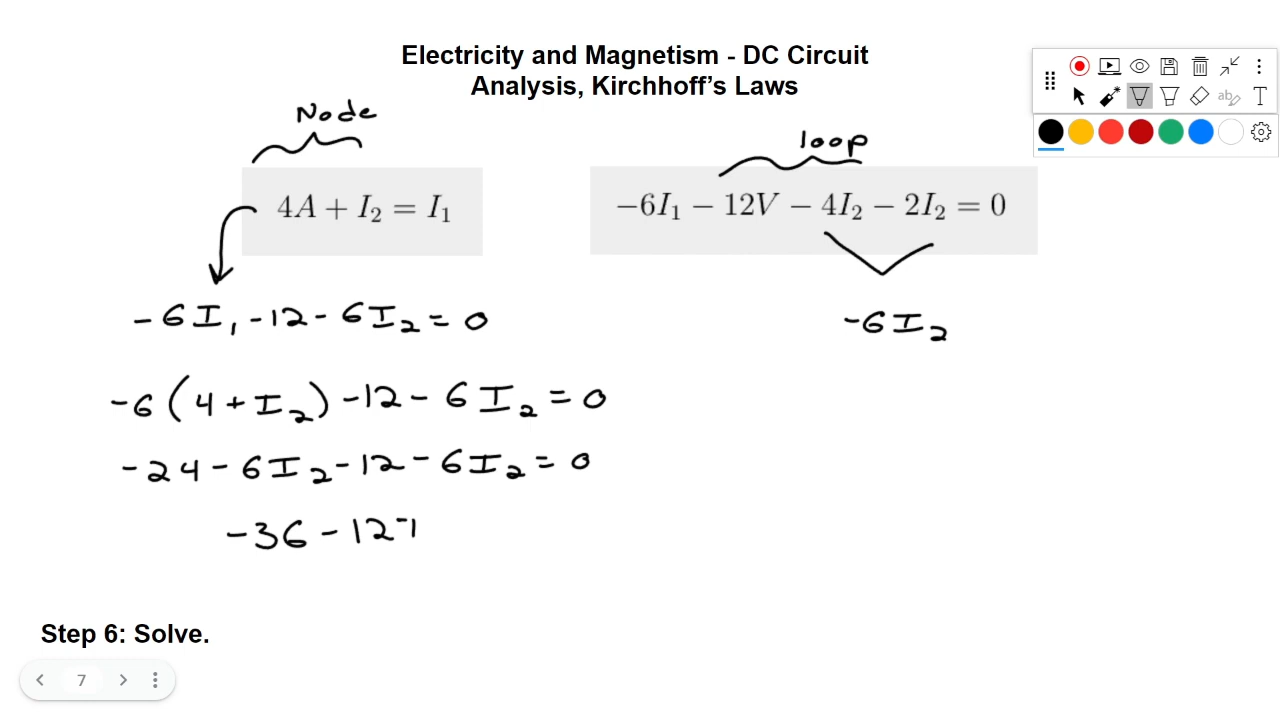 Electricity and Magnetism - DC Circuit
Analysis, Kirchhoff's Laws
Node
loop
4A + I₂ = I₁
−6I₁ − 12V − 4I₂ − 2I₂ = 0
-6I₁ -12 - 6I₂ = 0
-6I₂
-6(4 + I₂) -12 - 6I₂ = 0
-24 - 6I₂ - 12 - 6I₂ = 0
-36 - 12
Step 6: Solve.
7